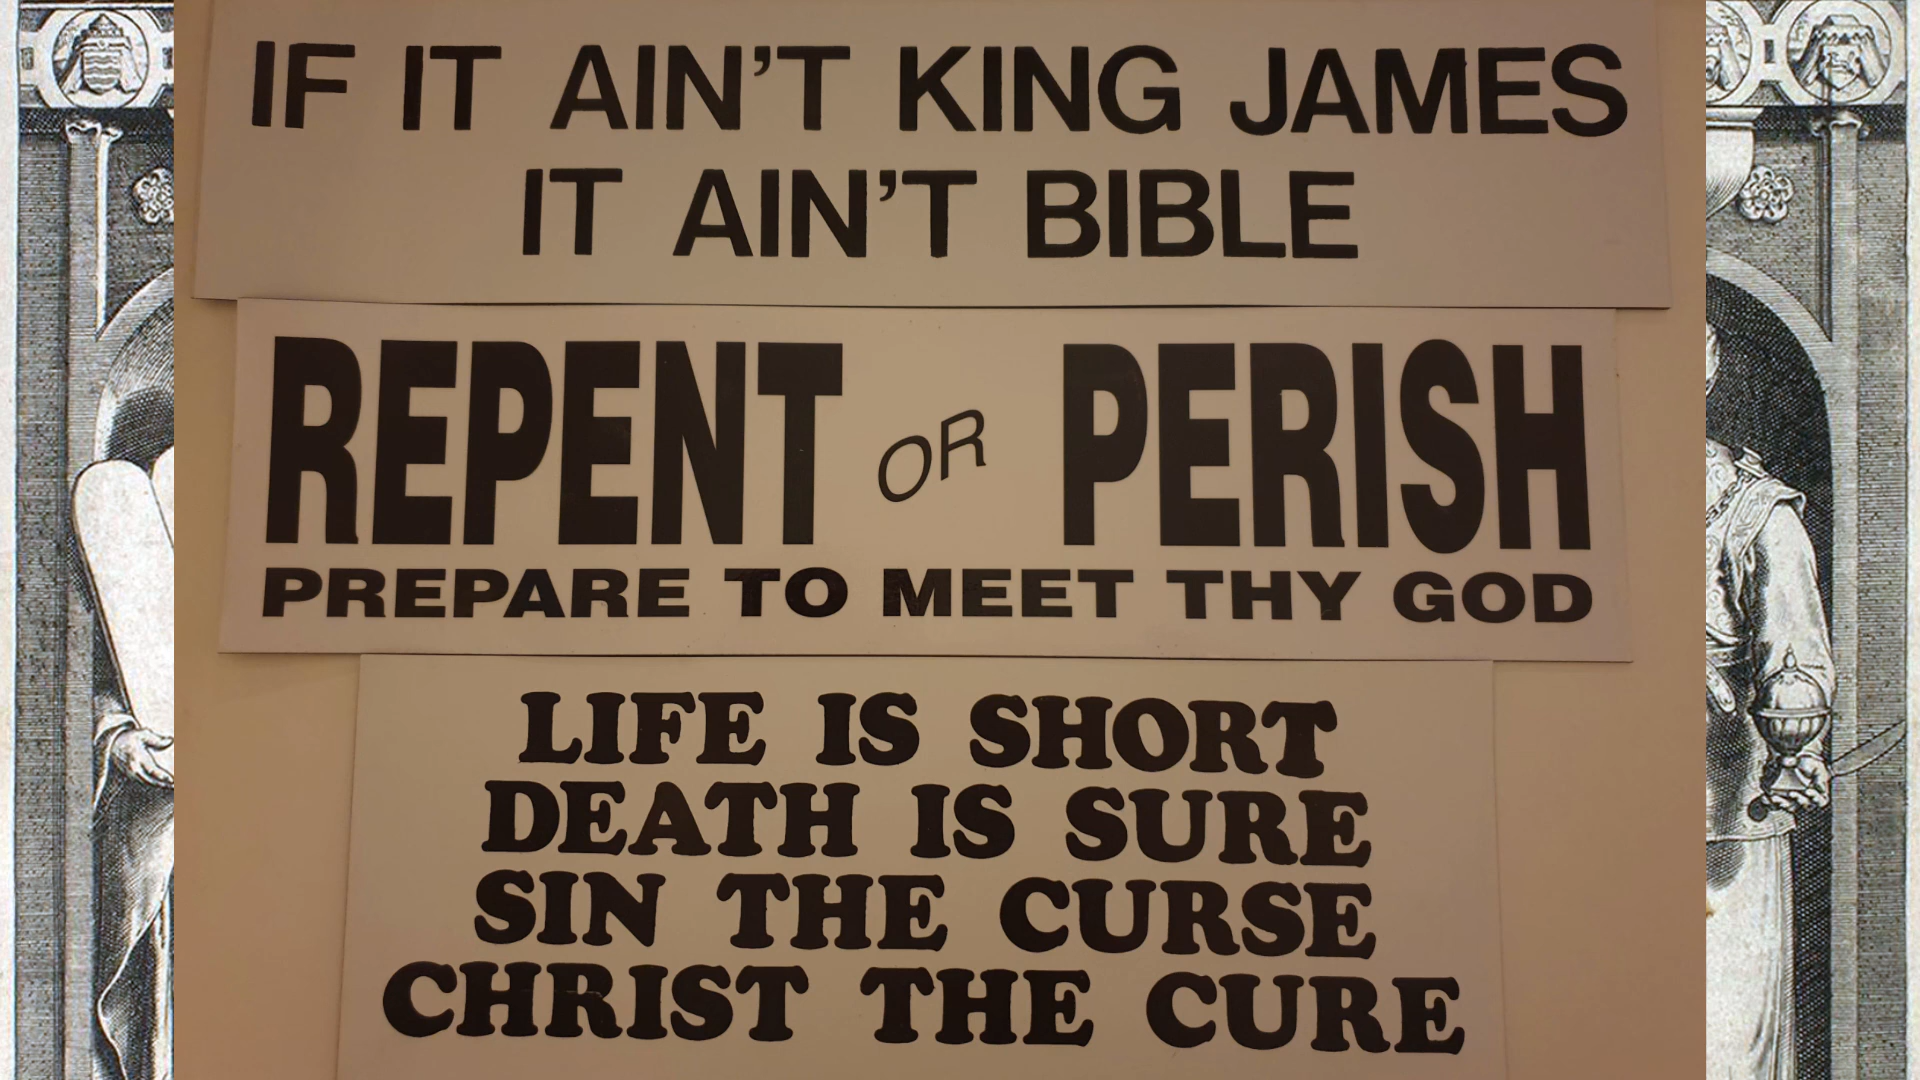 IF IT AIN'T KING JAMES
IT AIN'T BIBLE
REPENT OR PERISH
PREPARE TO MEET THY GOD
LIFE IS SHORT
DEATH IS SURE
SIN THE CURSE
CHRIST THE CURE